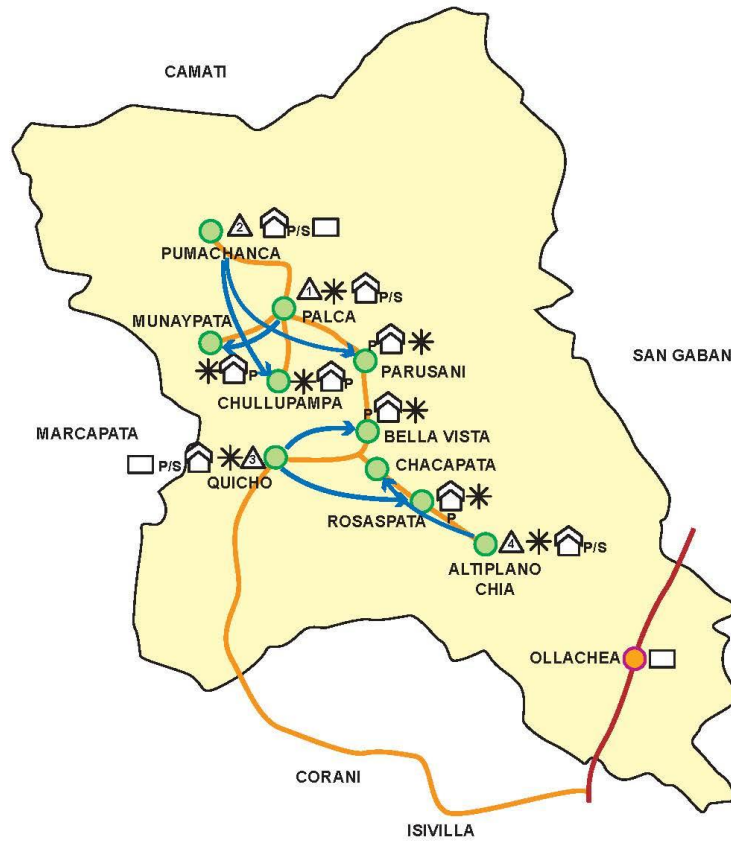 CAMATI
2
P/S
PUMACHANCA
1
P/S
PALCA
MUNAYPATA
P
PARUSANI
SAN GABAN
P
P
CHULLUPAMPA
P
BELLA VISTA
MARCAPATA
P/S
3
QUICHO
CHACAPATA
ROSASPATA
P
4
P/S
ALTIPLANO
CHIA
OLLACHEA
CORANI
ISIVILLA